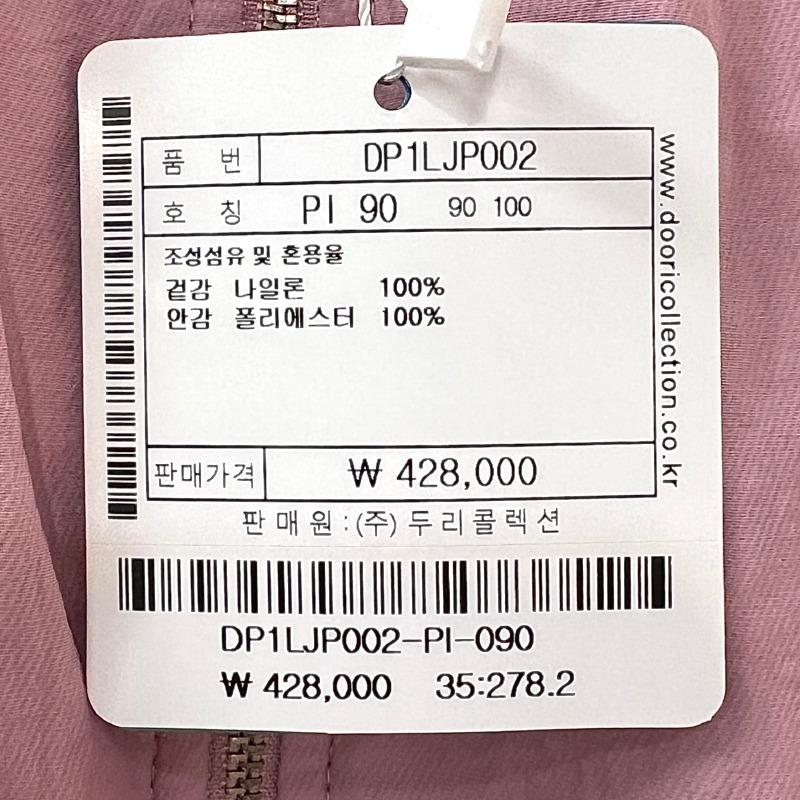 품 번 DP1LJP002
호 칭 PI 90 90 100
조성섬유 및 혼용율
겉감 나일론 100%
안감 폴리에스터 100%
판매가격 ₩ 428,000
판매원:(주)두리콜렉션
www.dooricollection.co.kr
DP1LJP002-PI-090
₩ 428,000 35:278.2